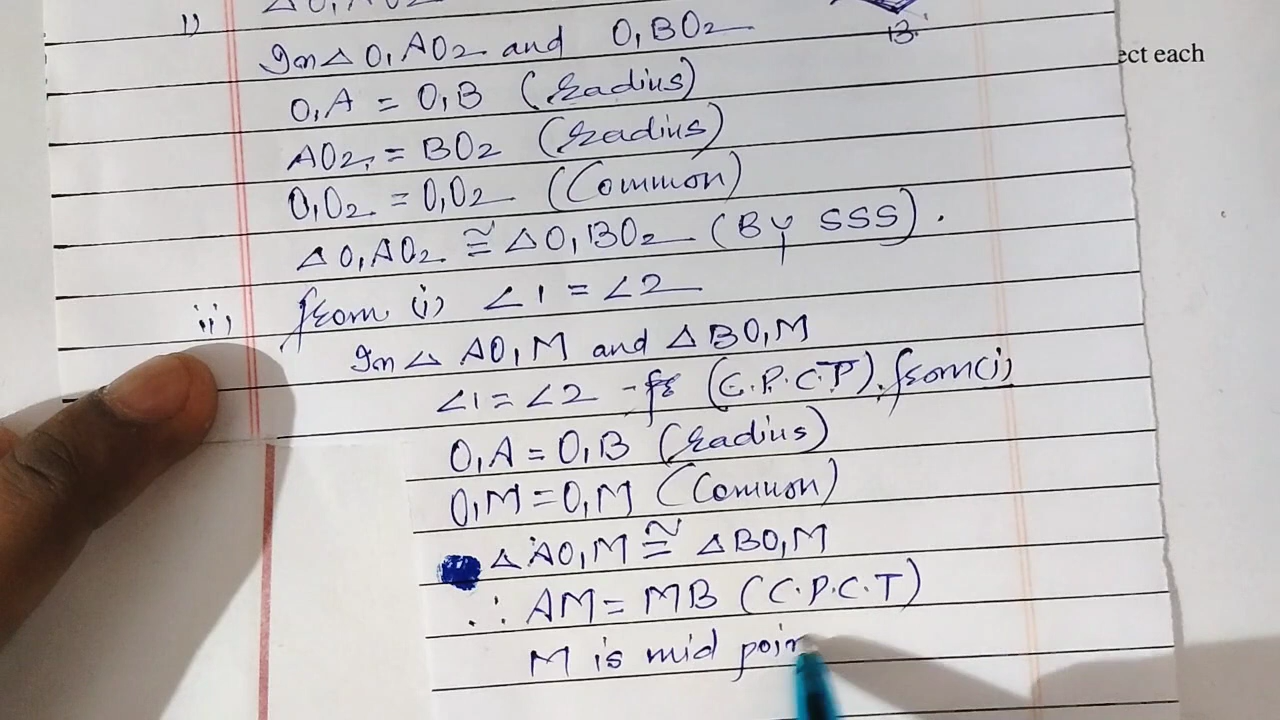 i)
In △ O₁AO₂ and O₁BO₂
B
ect each
O₁A = O₁B (radius)
AO₂ = BO₂ (radius)
O₁O₂ = O₁O₂ (Common)
△O₁AO₂ ≅ △O₁BO₂ (By SSS).
ii) from (i) ∠1 = ∠2
In △ AO₁M and △BO₁M
∠1 = ∠2 - (C.P.C.T). from (i)
O₁A = O₁B (radius)
O₁M = O₁M (Common)
△AO₁M ≅ △BO₁M
∴ AM = MB (C.P.C.T)
M is mid poin